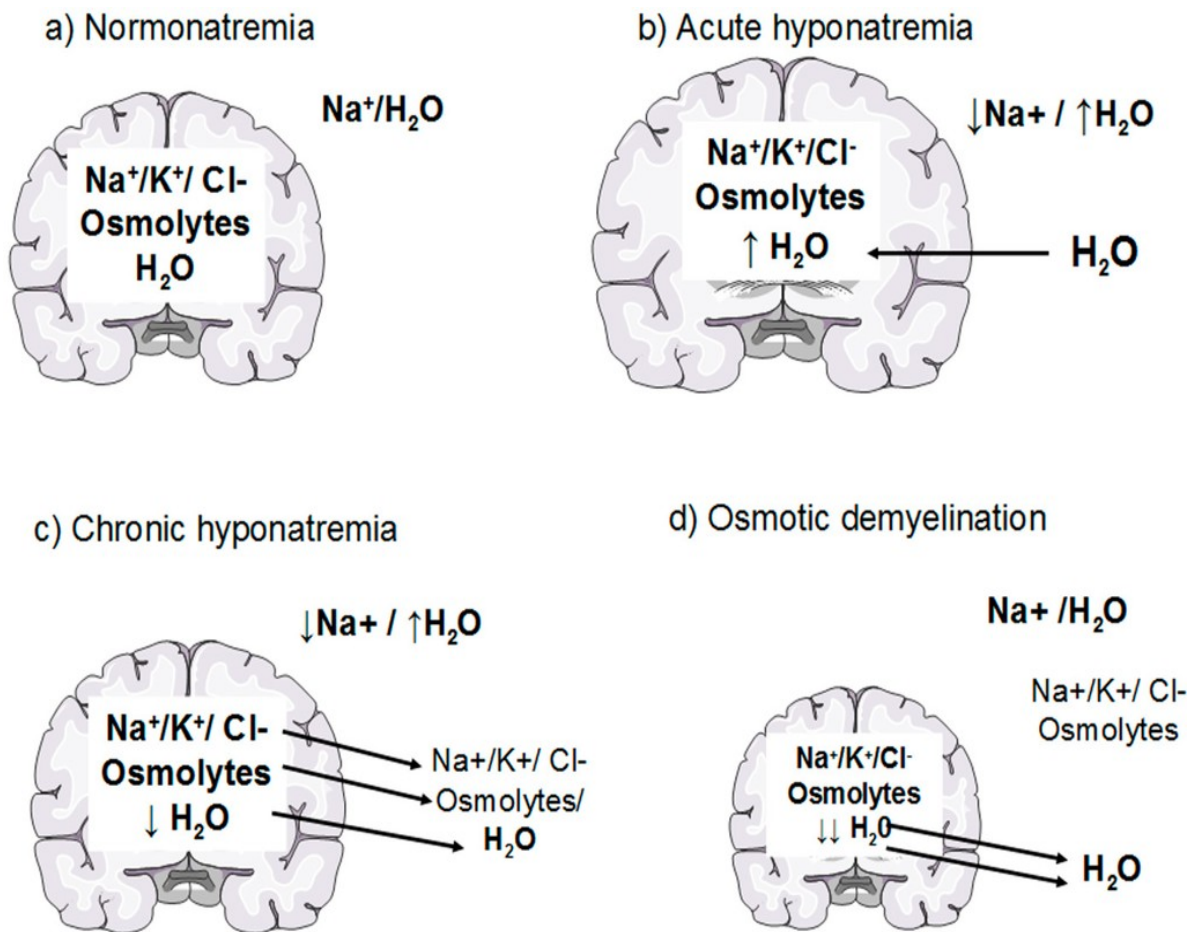 a) Normonatremia
Na⁺/H₂O
Na⁺/K⁺/ Cl-
Osmolytes
H₂O
b) Acute hyponatremia
↓Na+ / ↑H₂O
Na⁺/K⁺/Cl⁻
Osmolytes
↑ H₂O
H₂O
c) Chronic hyponatremia
↓Na+ / ↑H₂O
Na⁺/K⁺/ Cl-
Osmolytes
↓ H₂O
Na+/K+/ Cl-
Osmolytes/
H₂O
d) Osmotic demyelination
Na+ /H₂O
Na+/K+/ Cl-
Osmolytes
Na⁺/K⁺/Cl⁻
Osmolytes
↓↓ H₂0
H₂O